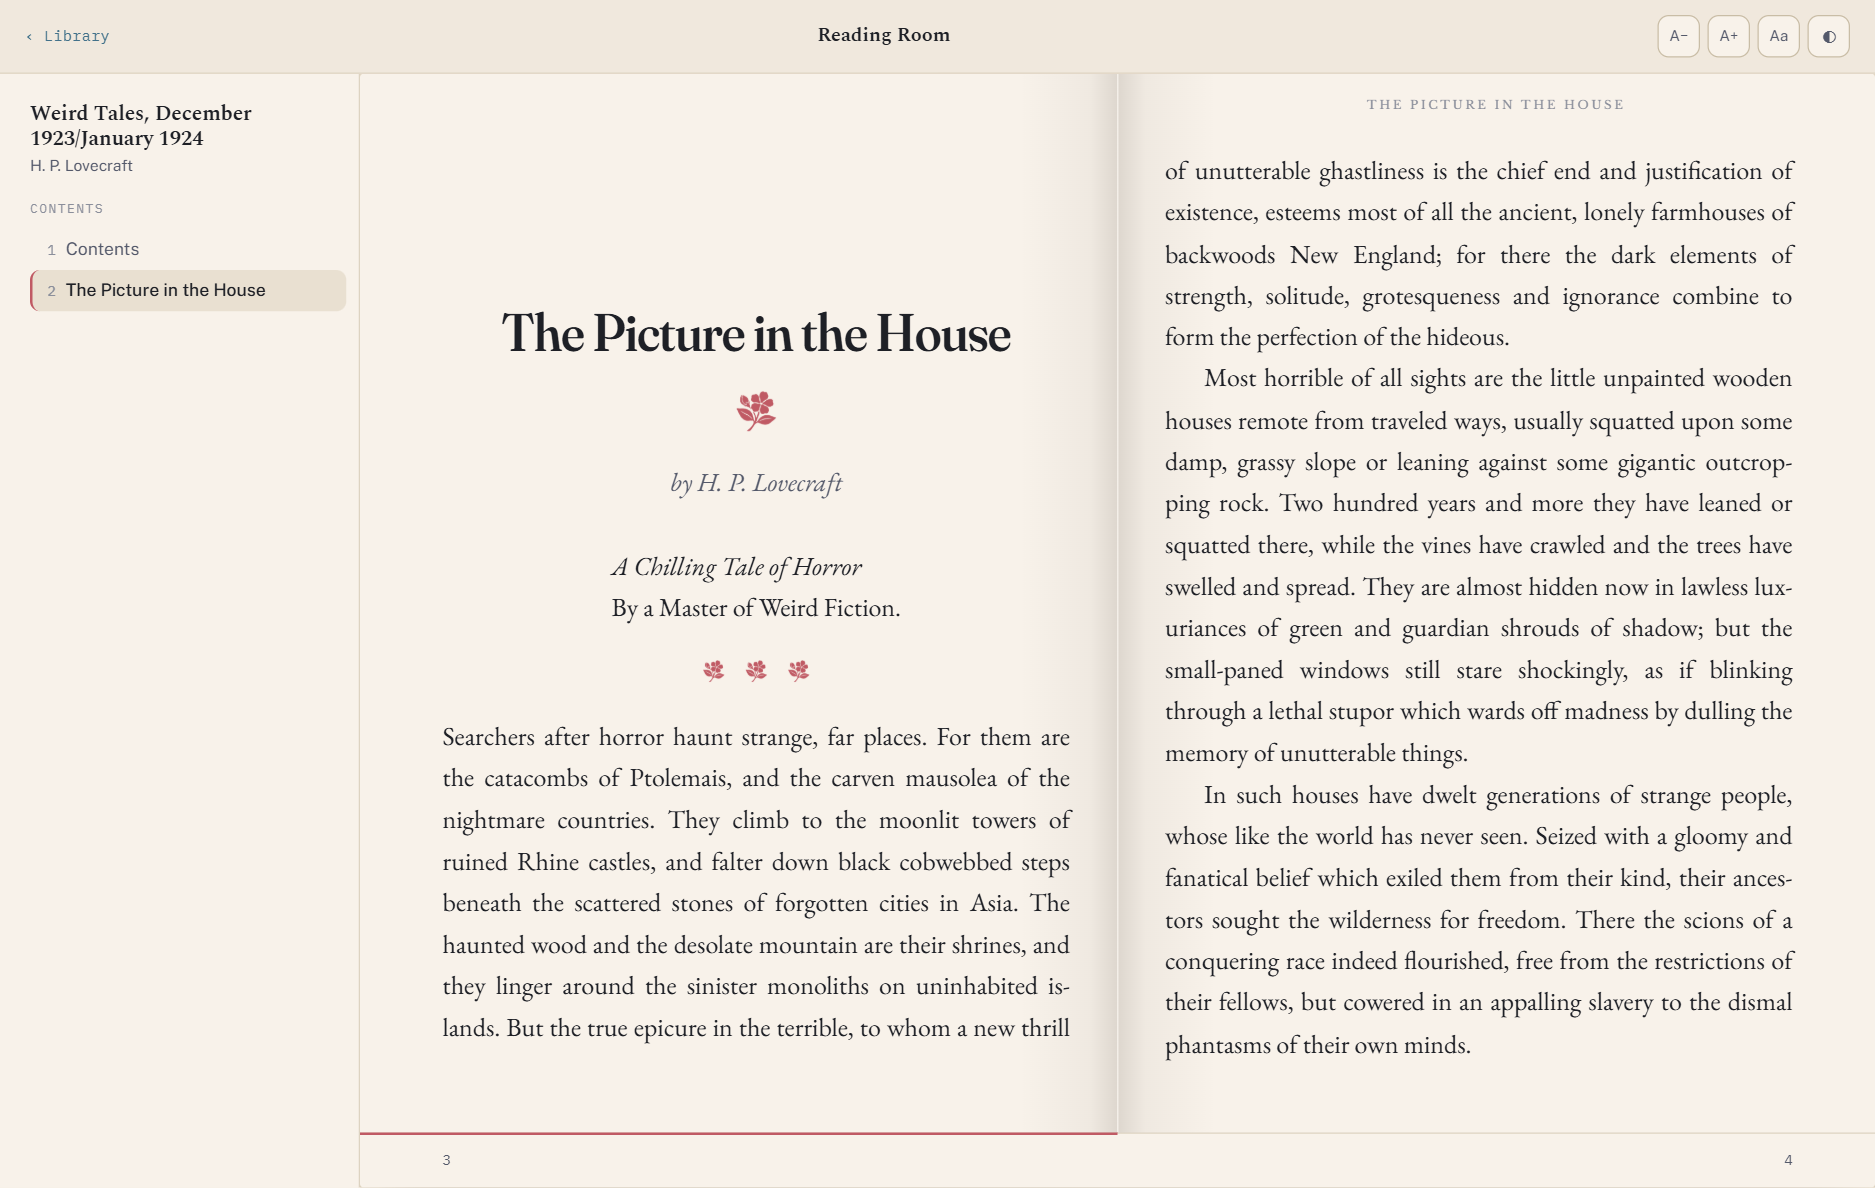 ‹ Library
Reading Room
A−
A+
Aa
Weird Tales, December
1923/January 1924
H. P. Lovecraft
CONTENTS
1 Contents
2 The Picture in the House
The Picture in the House
by H. P. Lovecraft
A Chilling Tale of Horror
By a Master of Weird Fiction.
Searchers after horror haunt strange, far places. For them are
the catacombs of Ptolemais, and the carven mausolea of the
nightmare countries. They climb to the moonlit towers of
ruined Rhine castles, and falter down black cobwebbed steps
beneath the scattered stones of forgotten cities in Asia. The
haunted wood and the desolate mountain are their shrines, and
they linger around the sinister monoliths on uninhabited is-
lands. But the true epicure in the terrible, to whom a new thrill
3
THE PICTURE IN THE HOUSE
of unutterable ghastliness is the chief end and justification of
existence, esteems most of all the ancient, lonely farmhouses of
backwoods New England; for there the dark elements of
strength, solitude, grotesqueness and ignorance combine to
form the perfection of the hideous.
Most horrible of all sights are the little unpainted wooden
houses remote from traveled ways, usually squatted upon some
damp, grassy slope or leaning against some gigantic outcrop-
ping rock. Two hundred years and more they have leaned or
squatted there, while the vines have crawled and the trees have
swelled and spread. They are almost hidden now in lawless lux-
uriances of green and guardian shrouds of shadow; but the
small-paned windows still stare shockingly, as if blinking
through a lethal stupor which wards off madness by dulling the
memory of unutterable things.
In such houses have dwelt generations of strange people,
whose like the world has never seen. Seized with a gloomy and
fanatical belief which exiled them from their kind, their ances-
tors sought the wilderness for freedom. There the scions of a
conquering race indeed flourished, free from the restrictions of
their fellows, but cowered in an appalling slavery to the dismal
phantasms of their own minds.
4